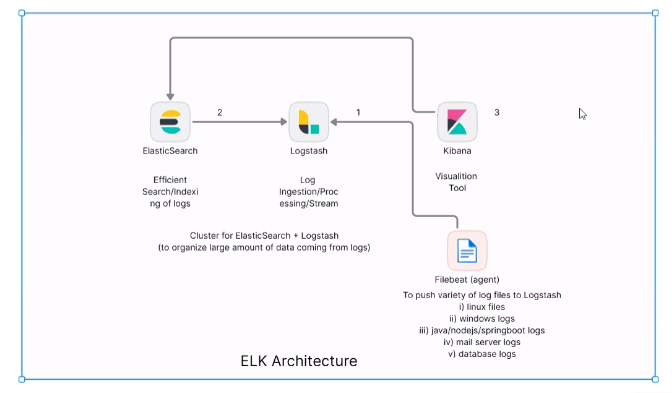 2
1
3
ElasticSearch
Logstash
Kibana
Efficient
Search/Indexi
ng of logs
Log
Ingestion/Proc
essing/Stream
Visualition
Tool
Cluster for ElasticSearch + Logstash
(to organize large amount of data coming from logs)
Filebeat (agent)
To push variety of log files to Logstash
i) linux files
ii) windows logs
iii) java/nodejs/springboot logs
iv) mail server logs
v) database logs
ELK Architecture